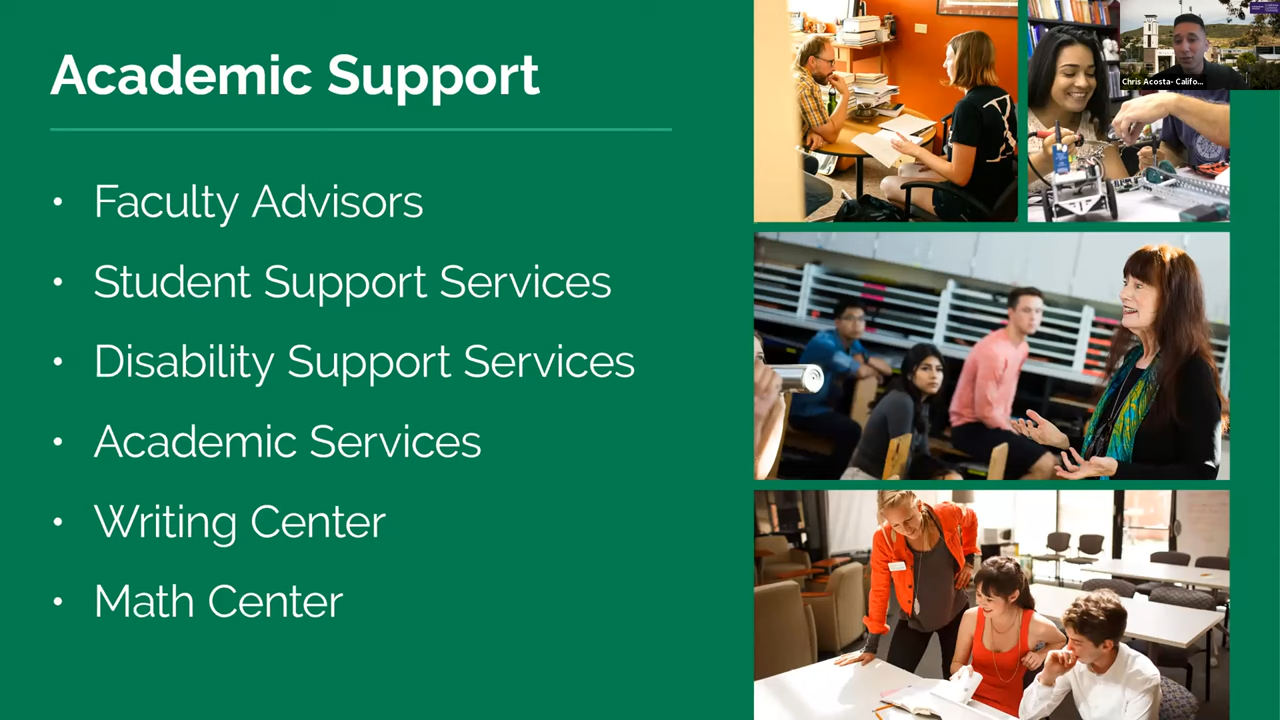 Academic Support
• Faculty Advisors
• Student Support Services
• Disability Support Services
• Academic Services
• Writing Center
• Math Center
Chris Acosta- Califo...